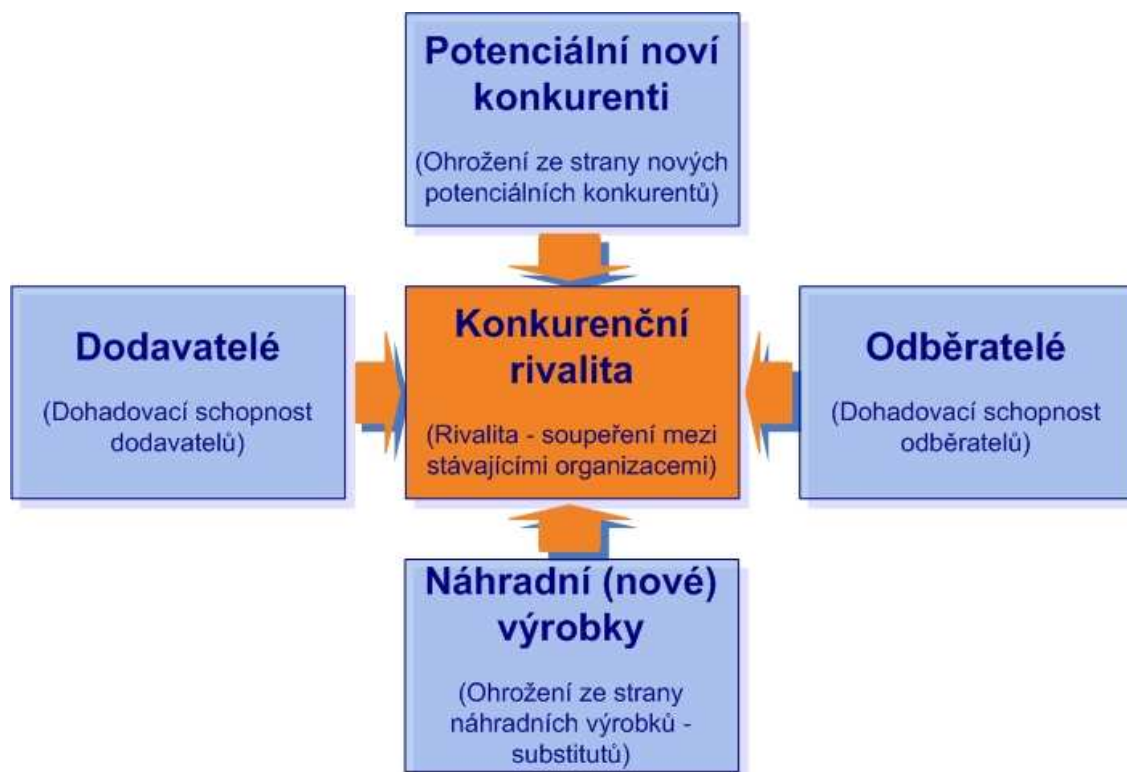 Potenciální noví
konkurenti
(Ohrožení ze strany nových
potenciálních konkurentů)
Dodavatelé
(Dohadovací schopnost
dodavatelů)
Konkurenční
rivalita
(Rivalita - soupeření mezi
stávajícími organizacemi)
Odběratelé
(Dohadovací schopnost
odběratelů)
Náhradní (nové)
výrobky
(Ohrožení ze strany
náhradních výrobků -
substitutů)